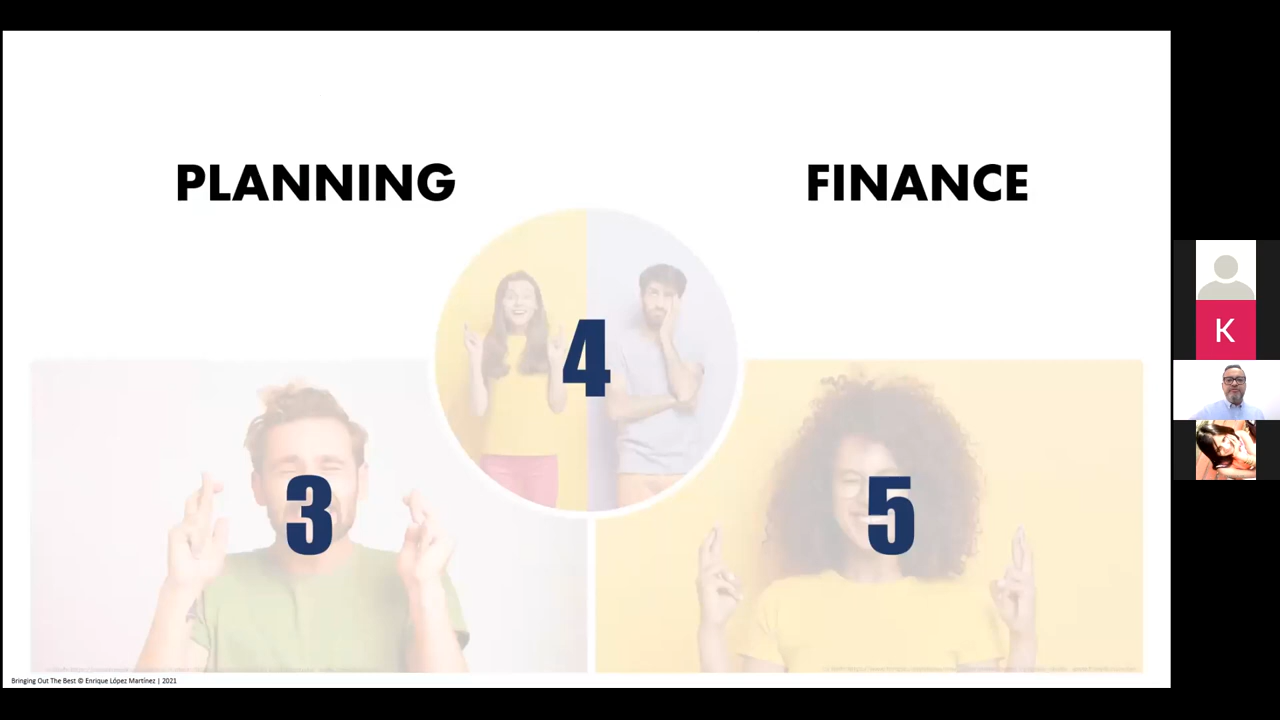 PLANNING
FINANCE
4
3
5
K
Bringing Out The Best © Enrique López Martínez | 2021